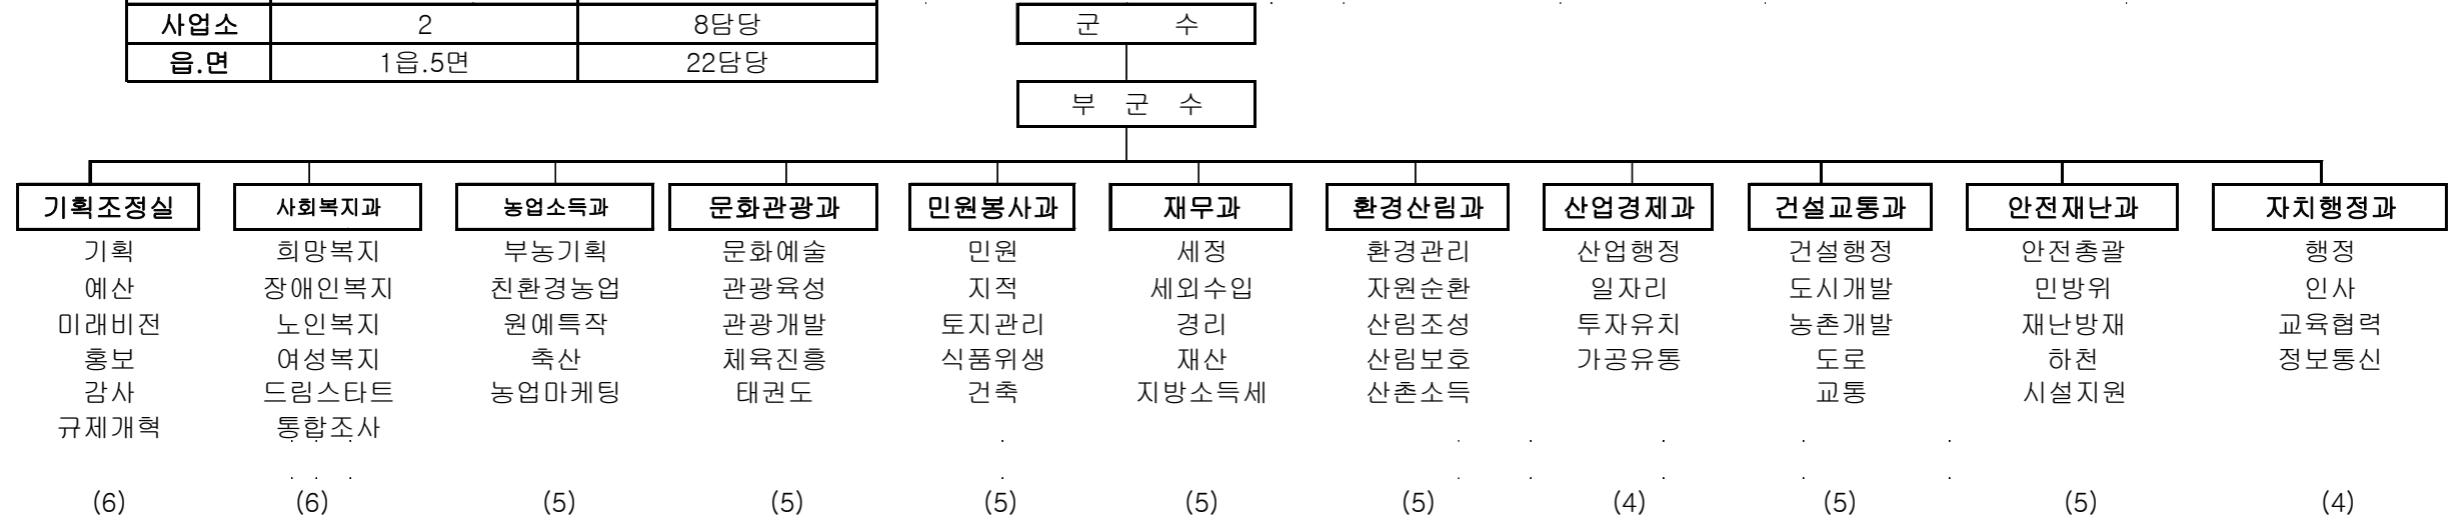 사업소 2 8담당
읍.면 1읍.5면 22담당
군 수
부 군 수
기획조정실 사회복지과 농업소득과 문화관광과 민원봉사과 재무과 환경산림과 산업경제과 건설교통과 안전재난과 자치행정과
기획 희망복지 부농기획 문화예술 민원 세정 환경관리 산업행정 건설행정 안전총괄 행정
예산 장애인복지 친환경농업 관광육성 지적 세외수입 자원순환 일자리 도시개발 민방위 인사
미래비전 노인복지 원예특작 관광개발 토지관리 경리 산림조성 투자유치 농촌개발 재난방재 교육협력
홍보 여성복지 축산 체육진흥 식품위생 재산 산림보호 가공유통 도로 하천 정보통신
감사 드림스타트 농업마케팅 태권도 건축 지방소득세 산촌소득 교통 시설지원
규제개혁 통합조사
(6) (6) (5) (5) (5) (5) (5) (4) (5) (5) (4)